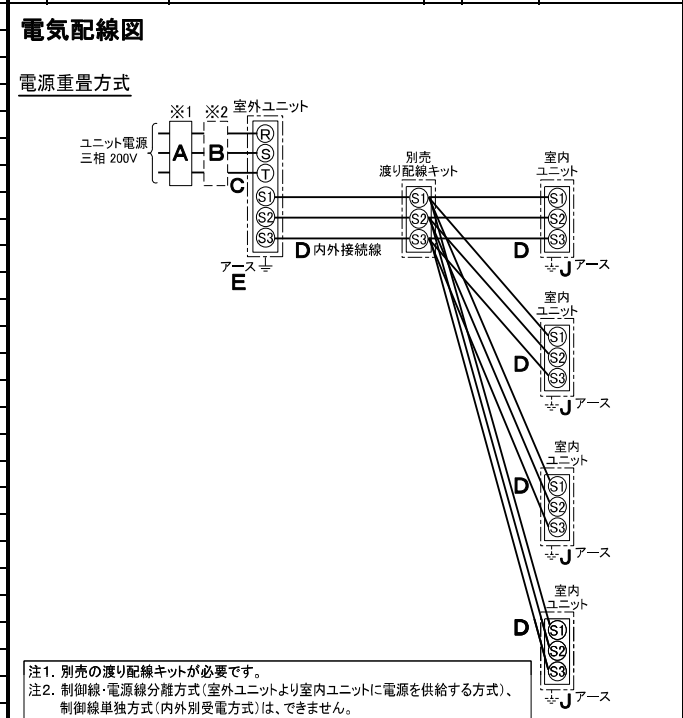 電気配線図
電源重畳方式
※1 ※2 室外ユニット
ユニット電源
三相 200V
A
B
C
R
S
T
S1
S2
S3
アース
E
D 内外接続線
別売
渡り配線キット
S1
S2
S3
室内
ユニット
S1
S2
S3
D
J アース
室内
ユニット
S1
S2
S3
D
J アース
室内
ユニット
S1
S2
S3
D
J アース
室内
ユニット
S1
S2
S3
D
J アース
注1. 別売の渡り配線キットが必要です。
注2. 制御線・電源線分離方式(室外ユニットより室内ユニットに電源を供給する方式)、
制御線単独方式(内外別受電方式)は、できません。